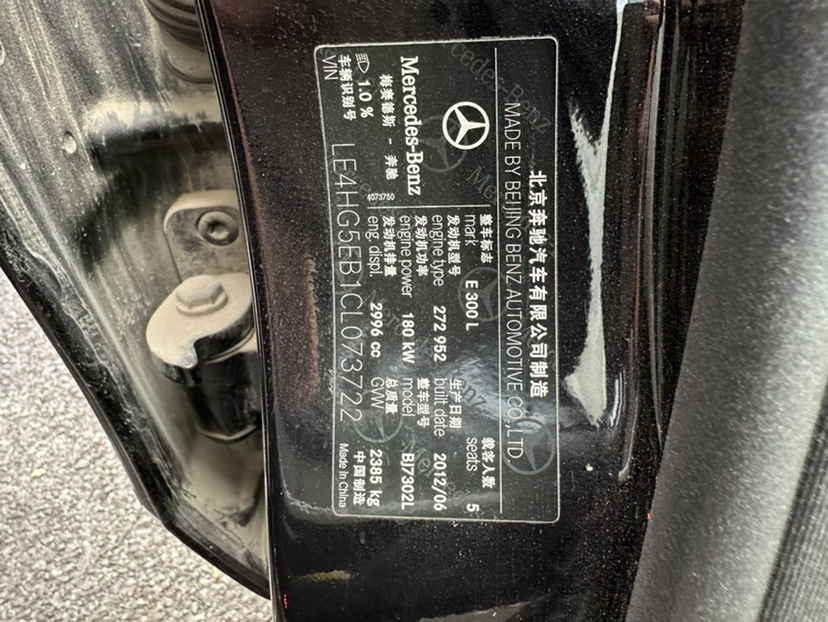 北京奔驰汽车有限公司制造
MADE BY BEIJING BENZ AUTOMOTIVE CO.,LTD
Mercedes-Benz
梅赛德斯 - 奔驰
4073750
整车标志
mark E 300 L
载客人数
seats 5
发动机型号
engine type 272 952
生产日期
built date 2012/06
发动机功率
engine power 180 kW
整车型号
model BJ7302L
发动机排量
eng. displ. 2996 cc
总质量
GVW 2385 kg
1.0 %
车辆识别号
VIN LE4HG5EB1CL073722
中国制造
Made in China